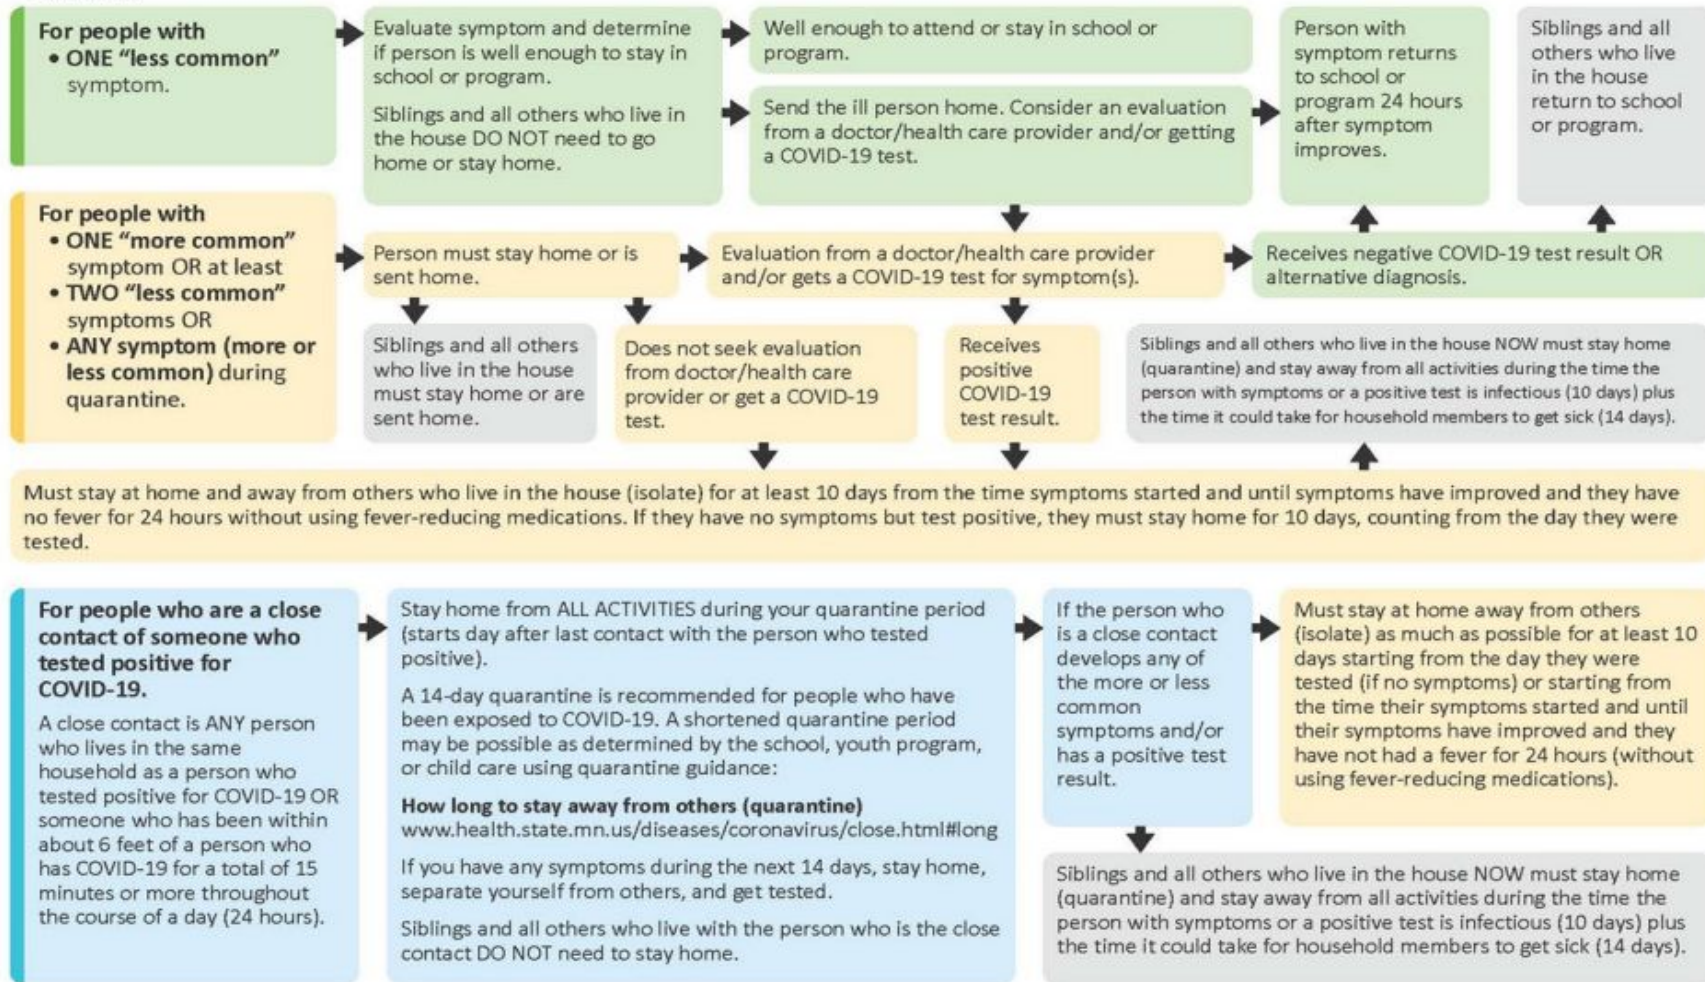 For people with
• ONE “less common”
symptom.
Evaluate symptom and determine
if person is well enough to stay in
school or program.
Siblings and all others who live in
the house DO NOT need to go
home or stay home.
Well enough to attend or stay in school or
program.
Send the ill person home. Consider an evaluation
from a doctor/health care provider and/or getting
a COVID-19 test.
Person with
symptom returns
to school or
program 24 hours
after symptom
improves.
Siblings and all
others who live
in the house
return to school
or program.
For people with
• ONE “more common”
symptom OR at least
• TWO “less common”
symptoms OR
• ANY symptom (more or
less common) during
quarantine.
Person must stay home or is
sent home.
Evaluation from a doctor/health care provider
and/or gets a COVID-19 test for symptom(s).
Receives negative COVID-19 test result OR
alternative diagnosis.
Siblings and all others
who live in the house
must stay home or are
sent home.
Does not seek evaluation
from doctor/health care
provider or get a COVID-19
test.
Receives
positive
COVID-19
test result.
Siblings and all others who live in the house NOW must stay home
(quarantine) and stay away from all activities during the time the
person with symptoms or a positive test is infectious (10 days) plus
the time it could take for household members to get sick (14 days).
Must stay at home and away from others who live in the house (isolate) for at least 10 days from the time symptoms started and until symptoms have improved and they have
no fever for 24 hours without using fever-reducing medications. If they have no symptoms but test positive, they must stay home for 10 days, counting from the day they were
tested.
For people who are a close
contact of someone who
tested positive for
COVID-19.
A close contact is ANY person
who lives in the same
household as a person who
tested positive for COVID-19 OR
someone who has been within
about 6 feet of a person who
has COVID-19 for a total of 15
minutes or more throughout
the course of a day (24 hours).
Stay home from ALL ACTIVITIES during your quarantine period
(starts day after last contact with the person who tested
positive).
A 14-day quarantine is recommended for people who have
been exposed to COVID-19. A shortened quarantine period
may be possible as determined by the school, youth program,
or child care using quarantine guidance:
How long to stay away from others (quarantine)
www.health.state.mn.us/diseases/coronavirus/close.html#long
If you have any symptoms during the next 14 days, stay home,
separate yourself from others, and get tested.
Siblings and all others who live with the person who is the close
contact DO NOT need to stay home.
If the person who
is a close contact
develops any of
the more or less
common
symptoms and/or
has a positive test
result.
Must stay at home away from others
(isolate) as much as possible for at least 10
days starting from the day they were
tested (if no symptoms) or starting from
the time their symptoms started and until
their symptoms have improved and they
have not had a fever for 24 hours (without
using fever-reducing medications).
Siblings and all others who live in the house NOW must stay home
(quarantine) and stay away from all activities during the time the
person with symptoms or a positive test is infectious (10 days) plus
the time it could take for household members to get sick (14 days).